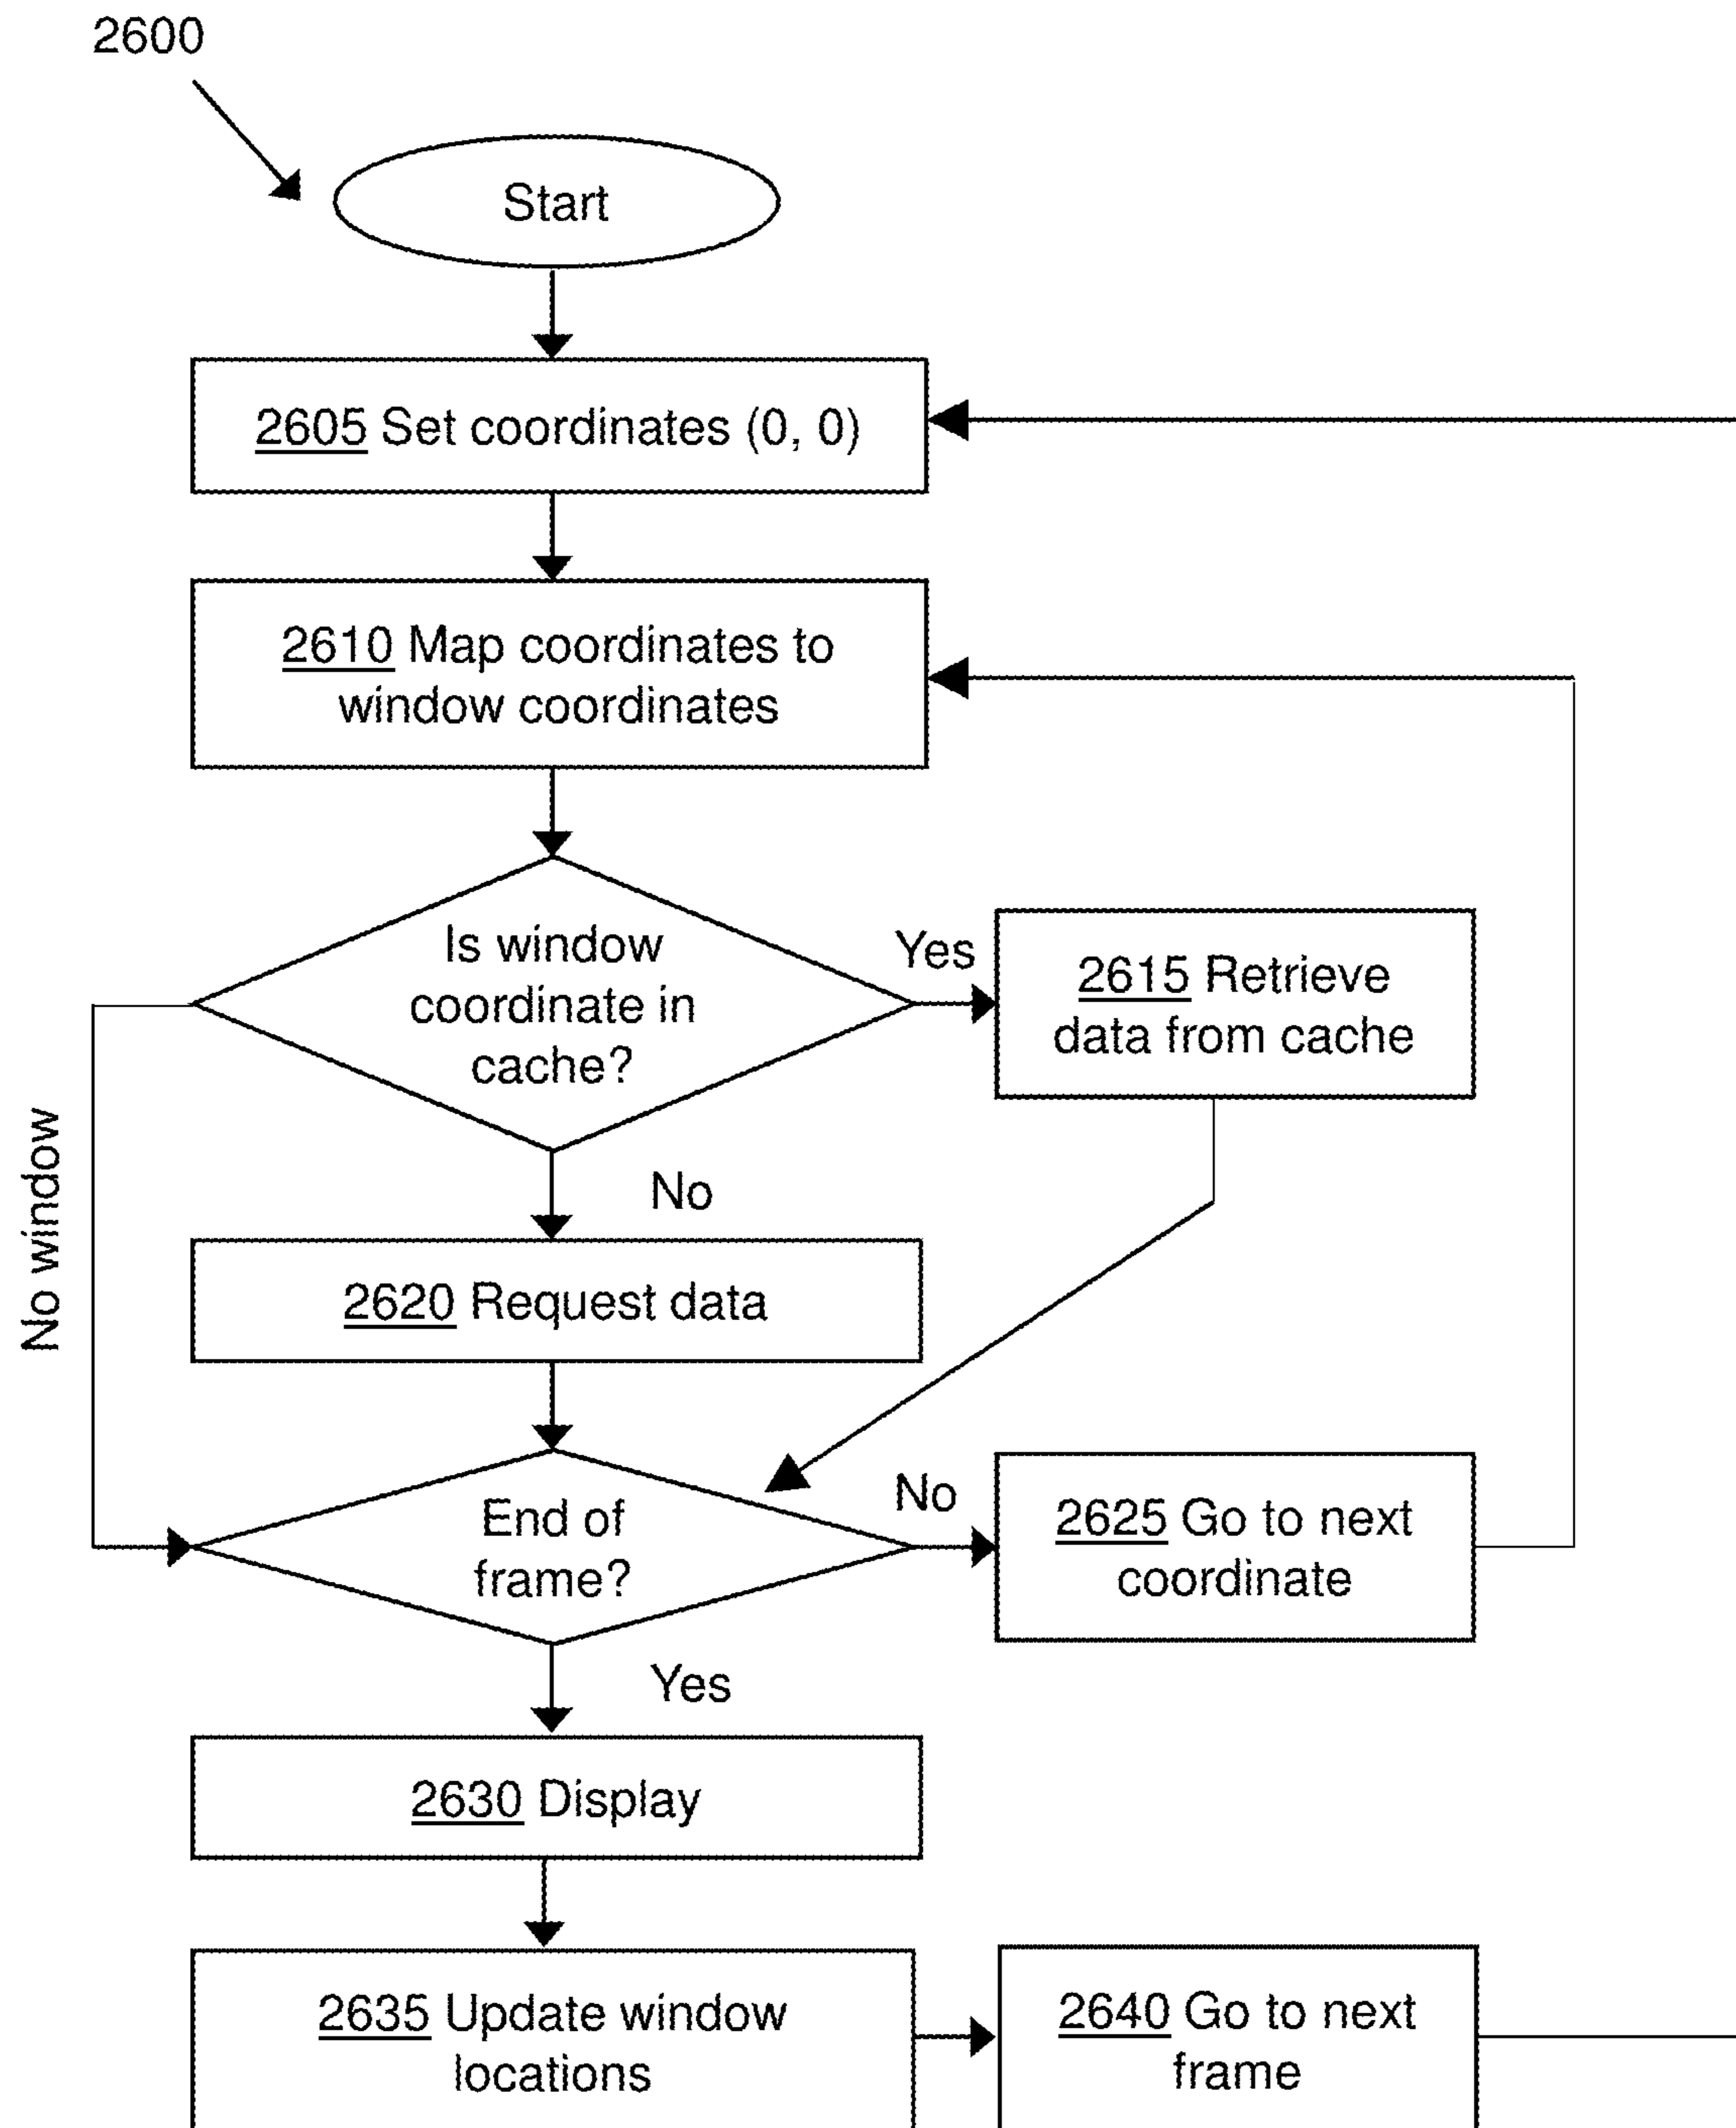 2600
Start
2605 Set coordinates (0, 0)
2610 Map coordinates to
window coordinates
Is window
coordinate in
cache?
Yes
2615 Retrieve
data from cache
No window
No
2620 Request data
End of
frame?
No
2625 Go to next
coordinate
Yes
2630 Display
2635 Update window
locations
2640 Go to next
frame